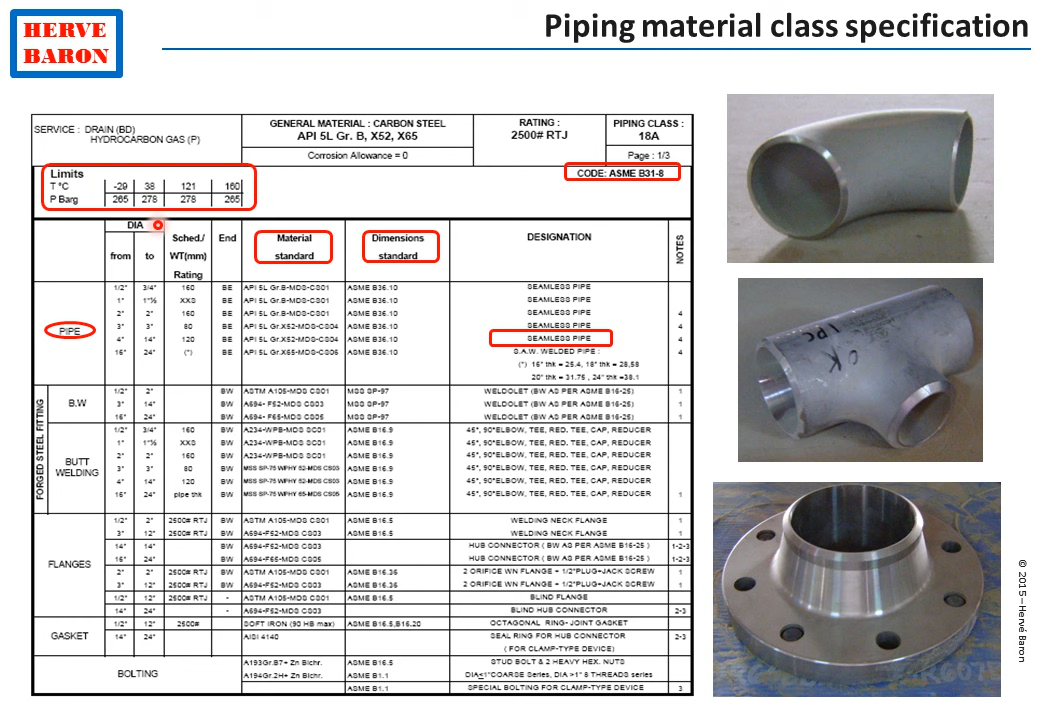 HERVE
BARON
Piping material class specification
SERVICE : DRAIN (BD)
HYDROCARBON GAS (P)
GENERAL MATERIAL : CARBON STEEL
API 5L Gr. B, X52, X65
Corrosion Allowance = 0
RATING :
2500# RTJ
PIPING CLASS :
18A
Page : 1/3
Limits
T °C -29 38 121 160
P Barg 265 278 278 265
CODE: ASME B31-8
DIA Sched./ WT(mm) Rating End Material standard Dimensions standard DESIGNATION NOTES
from to
PIPE
1/2" 3/4" 160 BE API 5L Gr.B-MDS-CS01 ASME B36.10 SEAMLESS PIPE
1" 1"½ XXS BE API 5L Gr.B-MDS-CS01 ASME B36.10 SEAMLESS PIPE
2" 2" 160 BE API 5L Gr.B-MDS-CS01 ASME B36.10 SEAMLESS PIPE 4
3" 3" 80 BE API 5L Gr.X52-MDS-CS04 ASME B36.10 SEAMLESS PIPE 4
4" 14" 120 BE API 5L Gr.X52-MDS-CS04 ASME B36.10 SEAMLESS PIPE 4
16" 24" (*) BE API 5L Gr.X65-MDS-CS06 ASME B36.10 S.A.W. WELDED PIPE : 4
(*) 16" thk = 25.4, 18" thk = 28,58
20" thk = 31.75 , 24" thk =38.1
FORGED STEEL FITTING
B.W
1/2" 2" BW ASTM A105-MDS CS01 MSS SP-97 WELDOLET (BW AS PER ASME B16-25) 1
3" 14" BW A694- F52-MDS CS03 MSS SP-97 WELDOLET (BW AS PER ASME B16-25) 1
16" 24" BW A694- F65-MDS CS05 MSS SP-97 WELDOLET (BW AS PER ASME B16-25) 1
BUTT WELDING
1/2" 3/4" 160 BW A234-WPB-MDS SC01 ASME B16.9 45°, 90°ELBOW, TEE, RED. TEE, CAP, REDUCER
1" 1"½ XXS BW A234-WPB-MDS SC01 ASME B16.9 45°, 90°ELBOW, TEE, RED. TEE, CAP, REDUCER
2" 2" 160 BW A234-WPB-MDS SC01 ASME B16.9 45°, 90°ELBOW, TEE, RED. TEE, CAP, REDUCER
3" 3" 80 BW MSS SP-75 WPHY 52-MDS CS03 ASME B16.9 45°, 90°ELBOW, TEE, RED. TEE, CAP, REDUCER
4" 14" 120 BW MSS SP-75 WPHY 52-MDS CS03 ASME B16.9 45°, 90°ELBOW, TEE, RED. TEE, CAP, REDUCER
16" 24" pipe thk BW MSS SP-75 WPHY 65-MDS CS05 ASME B16.9 45°, 90°ELBOW, TEE, RED. TEE, CAP, REDUCER 1
FLANGES
1/2" 2" 2500# RTJ BW ASTM A105-MDS CS01 ASME B16.5 WELDING NECK FLANGE 1
3" 12" 2500# RTJ BW A694-F52-MDS CS03 ASME B16.5 WELDING NECK FLANGE 1
14" 14" BW A694-F52-MDS CS03 HUB CONNECTOR ( BW AS PER ASME B16-25 ) 1-2-3
16" 24" BW A694-F65-MDS CS05 HUB CONNECTOR ( BW AS PER ASME B16-25 ) 1-2-3
2" 2" 2500# RTJ BW ASTM A105-MDS CS01 ASME B16.36 2 ORIFICE WN FLANGE + 1/2"PLUG+JACK SCREW 1
3" 12" 2500# RTJ BW A694-F52-MDS CS03 ASME B16.36 2 ORIFICE WN FLANGE + 1/2"PLUG+JACK SCREW 1
1/2" 12" 2500# RTJ - ASTM A105-MDS CS01 ASME B16.5 BLIND FLANGE
14" 24" - A694-F52-MDS CS03 BLIND HUB CONNECTOR 2-3
GASKET
1/2" 12" 2500# SOFT IRON (90 HB max) ASME B16.5,B16.20 OCTAGONAL RING- JOINT GASKET
14" 24" AISI 4140 SEAL RING FOR HUB CONNECTOR 2-3
( FOR CLAMP-TYPE DEVICE)
BOLTING
A193Gr.B7+ Zn Bichr. ASME B16.5 STUD BOLT & 2 HEAVY HEX. NUTS
A194Gr.2H+ Zn Bichr. ASME B1.1 DIA≤1"COARSE Series, DIA >1" 8 THREADS series
ASME B1.1 SPECIAL BOLTING FOR CLAMP-TYPE DEVICE 3
OK
© 2015 – Hervé Baron